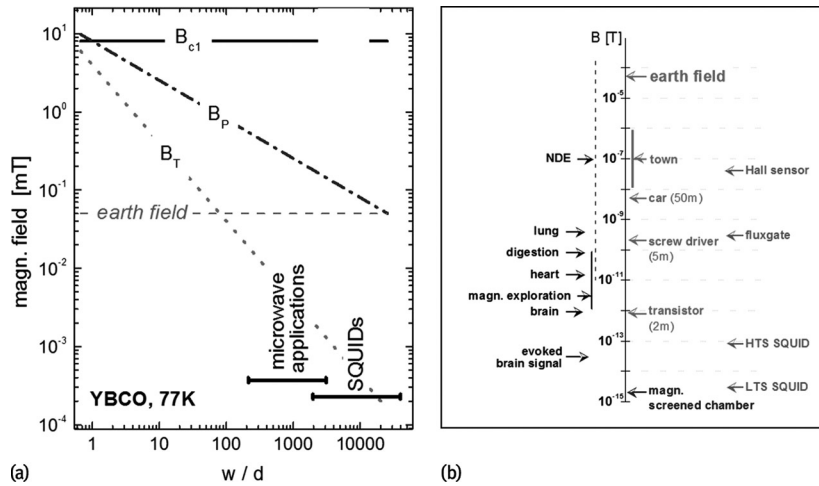 10¹
10⁰
10⁻¹
10⁻²
10⁻³
10⁻⁴
magn. field [mT]
B_c1
B_P
B_T
earth field
microwave
applications
SQUIDs
YBCO, 77K
1
10
100
1000
10000
w / d
(a)
B [T]
earth field
10⁻⁵
NDE
10⁻⁷
town
Hall sensor
car (50m)
10⁻⁹
lung
fluxgate
screw driver
(5m)
digestion
heart
10⁻¹¹
magn. exploration
brain
transistor
(2m)
10⁻¹³
HTS SQUID
evoked
brain signal
LTS SQUID
magn.
screened chamber
10⁻¹⁵
(b)